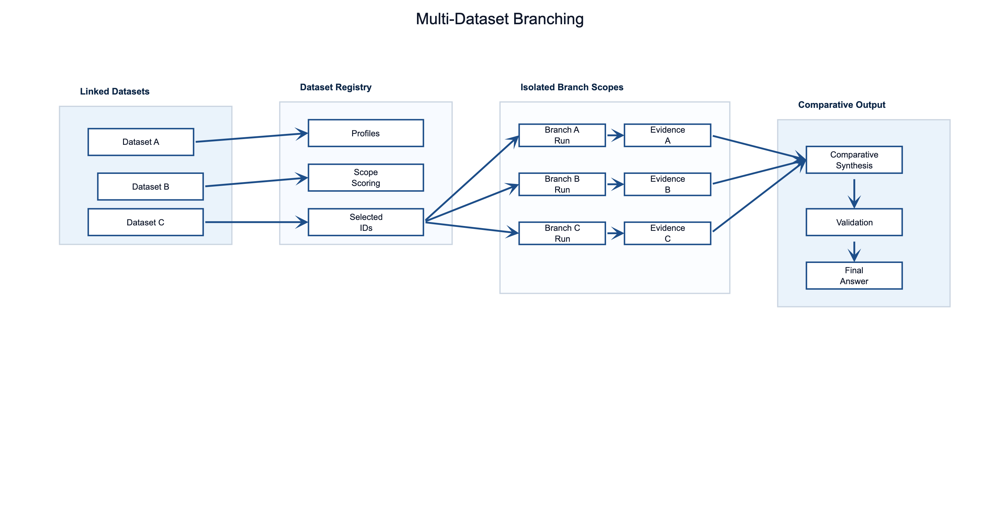 Multi-Dataset Branching
Linked Datasets
Dataset A
Dataset B
Dataset C
Dataset Registry
Profiles
Scope
Scoring
Selected
IDs
Isolated Branch Scopes
Branch A
Run
Evidence
A
Branch B
Run
Evidence
B
Branch C
Run
Evidence
C
Comparative Output
Comparative
Synthesis
Validation
Final
Answer